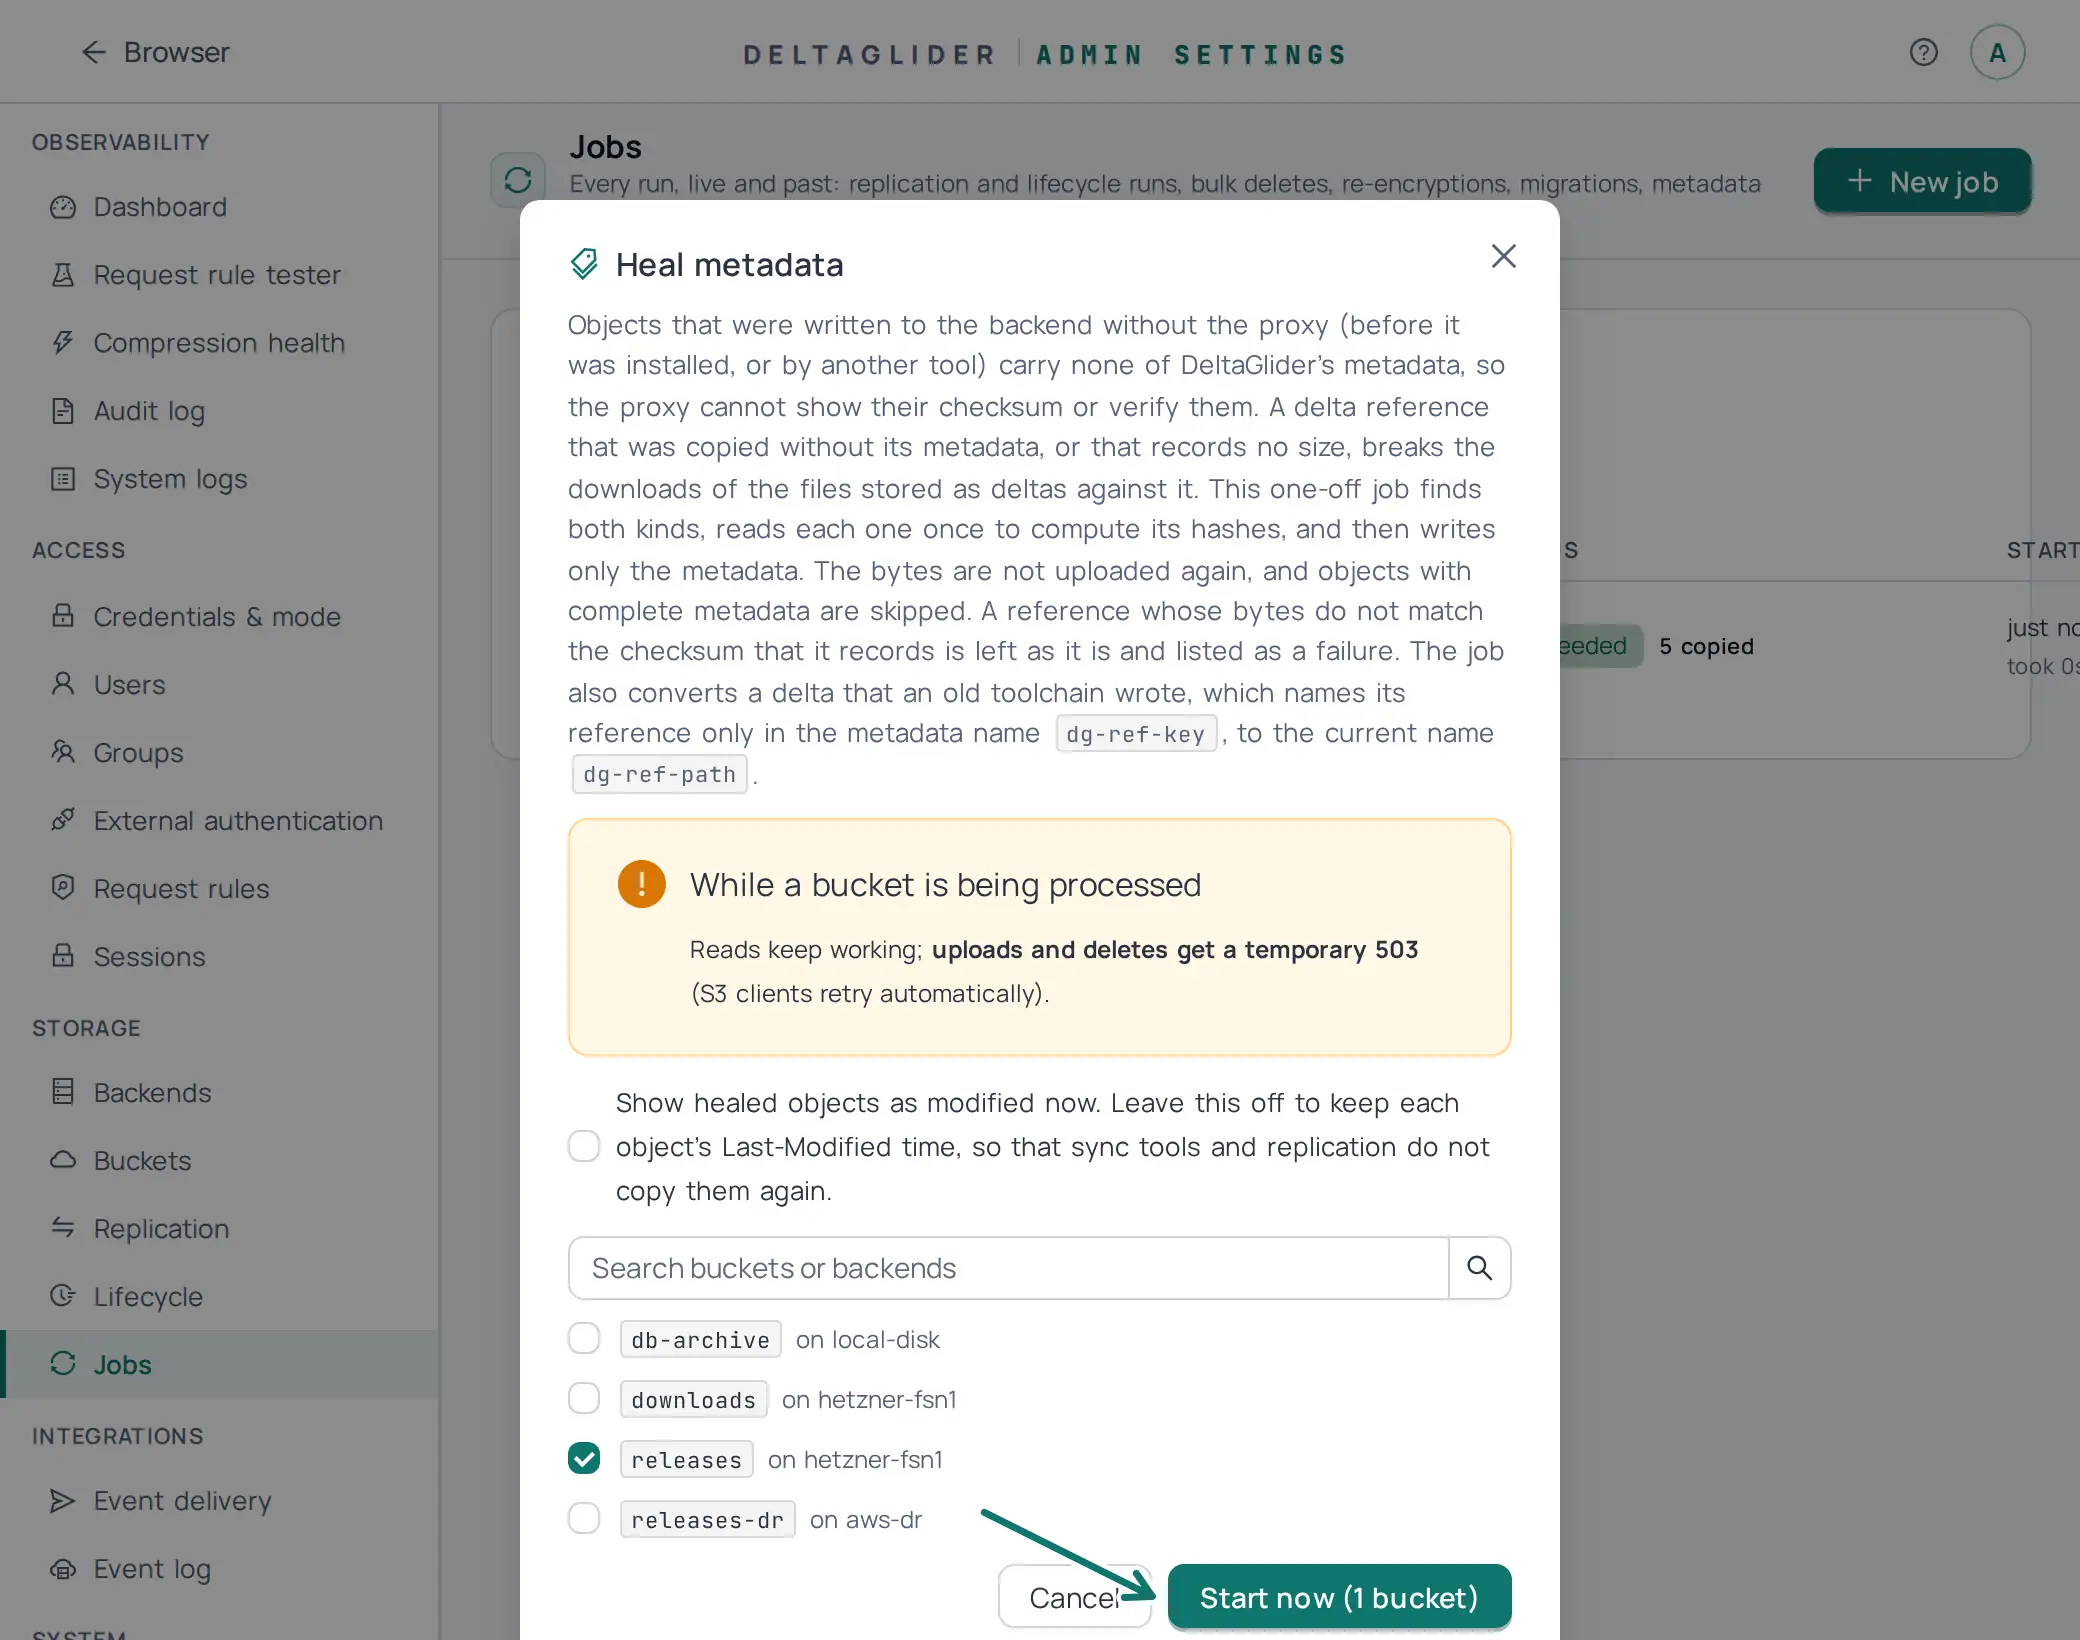 Browser
DELTAGLIDER | ADMIN SETTINGS
A
OBSERVABILITY
Dashboard
Request rule tester
Compression health
Audit log
System logs
ACCESS
Credentials & mode
Users
Groups
External authentication
Request rules
Sessions
STORAGE
Backends
Buckets
Replication
Lifecycle
Jobs
INTEGRATIONS
Event delivery
Event log
SYSTEM
Jobs
Every run, live and past: replication and lifecycle runs, bulk deletes, re-encryptions, migrations, metadata
+ New job
Heal metadata
Objects that were written to the backend without the proxy (before it
was installed, or by another tool) carry none of DeltaGlider's metadata, so
the proxy cannot show their checksum or verify them. A delta reference
that was copied without its metadata, or that records no size, breaks the
downloads of the files stored as deltas against it. This one-off job finds
both kinds, reads each one once to compute its hashes, and then writes
only the metadata. The bytes are not uploaded again, and objects with
complete metadata are skipped. A reference whose bytes do not match
the checksum that it records is left as it is and listed as a failure. The job
also converts a delta that an old toolchain wrote, which names its
reference only in the metadata name dg-ref-key, to the current name
dg-ref-path.
While a bucket is being processed
Reads keep working; uploads and deletes get a temporary 503
(S3 clients retry automatically).
Show healed objects as modified now. Leave this off to keep each
object's Last-Modified time, so that sync tools and replication do not
copy them again.
Search buckets or backends
db-archive on local-disk
downloads on hetzner-fsn1
releases on hetzner-fsn1
releases-dr on aws-dr
Cancel
Start now (1 bucket)
S
START
eeded
5 copied
just no
took 0s